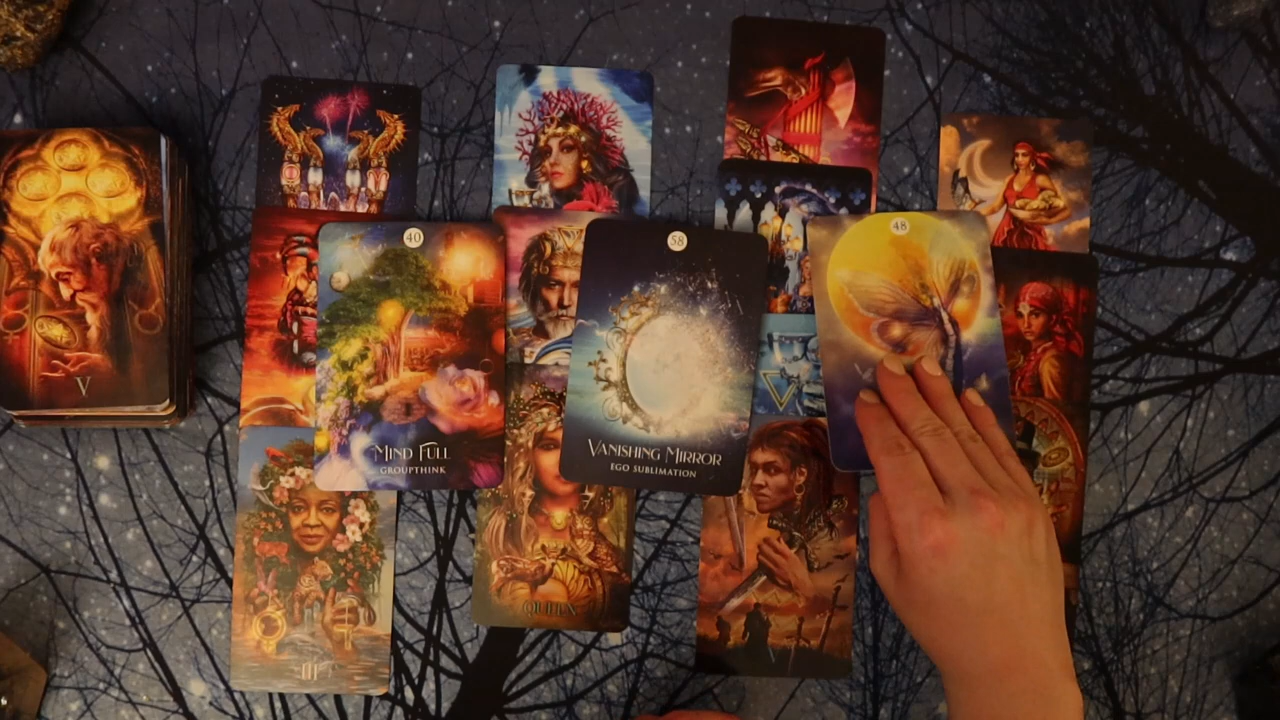 40
MIND FULL
GROUPTHINK
58
VANISHING MIRROR
EGO SUBLIMATION
48
V
QUEEN
III